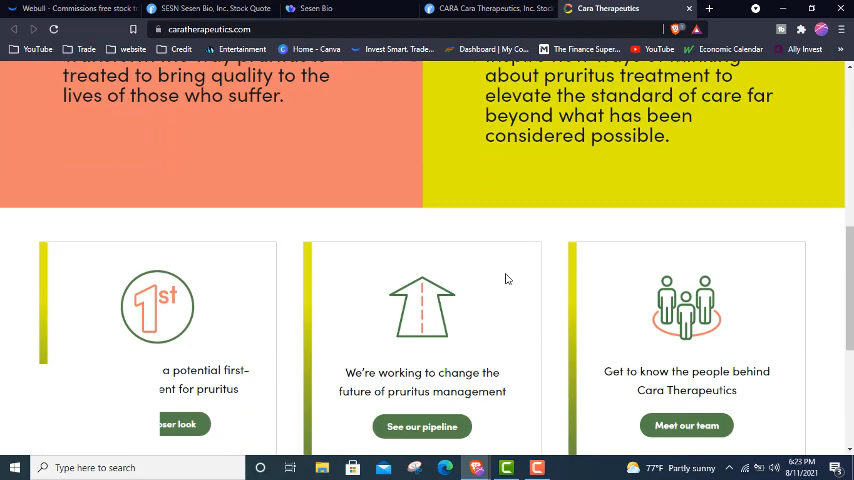 Webull - Commissions free stock tr
SESN Sesen Bio, Inc. Stock Quote
Sesen Bio
CARA Cara Therapeutics, Inc. Stock
Cara Therapeutics
caratherapeutics.com
YouTube
Trade
website
Credit
Entertainment
Home - Canva
Invest Smart. Trade...
Dashboard | My Co...
The Finance Super...
YouTube
Economic Calendar
Ally Invest
treated to bring quality to the
lives of those who suffer.
about pruritus treatment to
elevate the standard of care far
beyond what has been
considered possible.
1st
a potential first-
ent for pruritus
oser look
We're working to change the
future of pruritus management
See our pipeline
Get to know the people behind
Cara Therapeutics
Meet our team
Type here to search
77°F Partly sunny
6:23 PM
8/11/2021
3